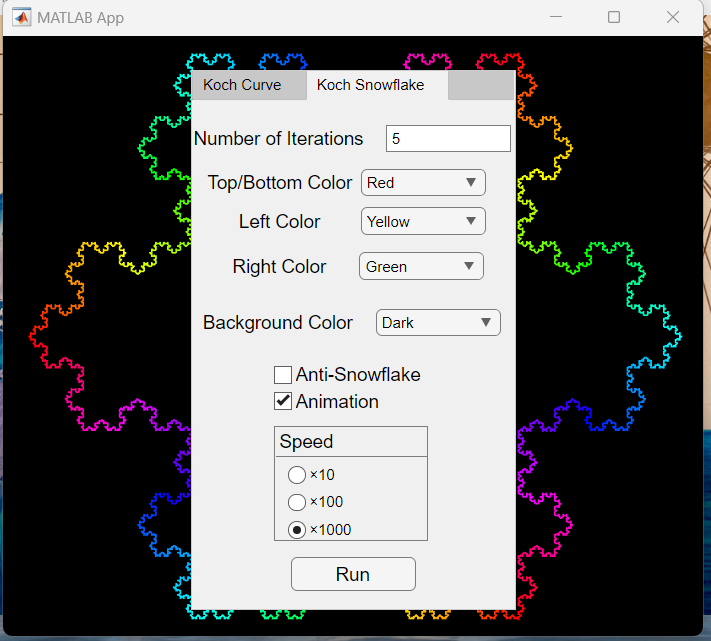 MATLAB App
Koch Curve Koch Snowflake
Number of Iterations 5
Top/Bottom Color Red
Left Color Yellow
Right Color Green
Background Color Dark
Anti-Snowflake
Animation
Speed
×10
×100
×1000
Run